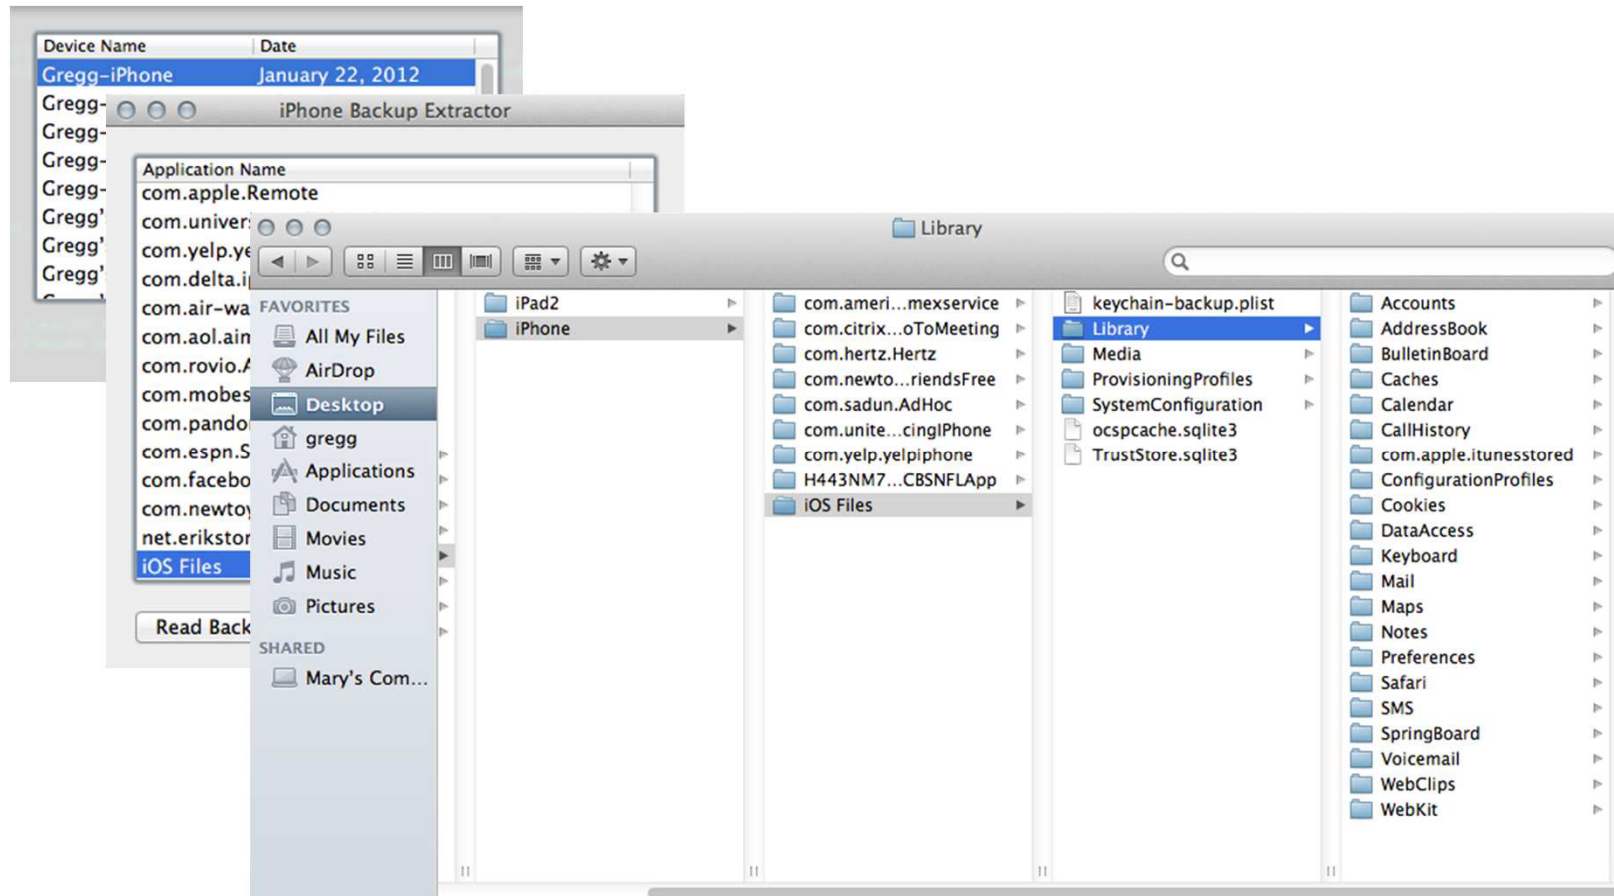 Device Name Date
Gregg-iPhone January 22, 2012
Gregg-
Gregg-
Gregg-
Gregg-
Gregg'
Gregg'
Gregg'
iPhone Backup Extractor
Application Name
com.apple.Remote
com.univer
com.yelp.ye
com.delta.i
com.air-wa
com.aol.aim
com.rovio.A
com.mobes
com.pando
com.espn.S
com.facebo
com.newtoy
net.erikstor
iOS Files
Read Back
Library
FAVORITES
All My Files
AirDrop
Desktop
gregg
Applications
Documents
Movies
Music
Pictures
SHARED
Mary's Com...
iPad2
iPhone
com.ameri...mexservice
com.citrix...oToMeeting
com.hertz.Hertz
com.newto...riendsFree
com.sadun.AdHoc
com.unite...cingIPhone
com.yelp.yelpiphone
H443NM7...CBSNFLApp
iOS Files
keychain-backup.plist
Library
Media
ProvisioningProfiles
SystemConfiguration
ocspcache.sqlite3
TrustStore.sqlite3
Accounts
AddressBook
BulletinBoard
Caches
Calendar
CallHistory
com.apple.itunesstored
ConfigurationProfiles
Cookies
DataAccess
Keyboard
Mail
Maps
Notes
Preferences
Safari
SMS
SpringBoard
Voicemail
WebClips
WebKit